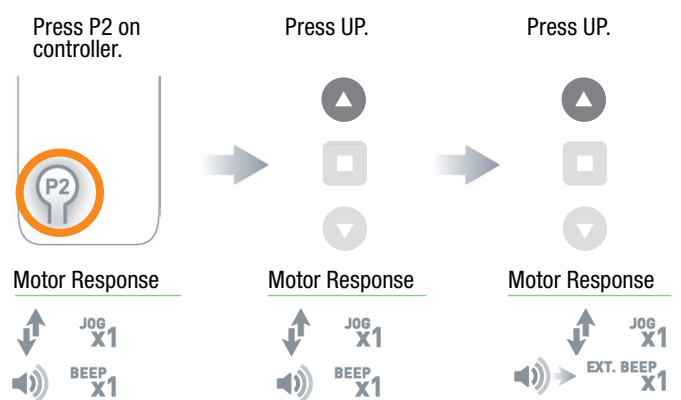 Press P2 on
controller.
Press UP.
Press UP.
P2
Motor Response
JOG
X1
BEEP
X1
Motor Response
JOG
X1
BEEP
X1
Motor Response
JOG
X1
EXT. BEEP
X1